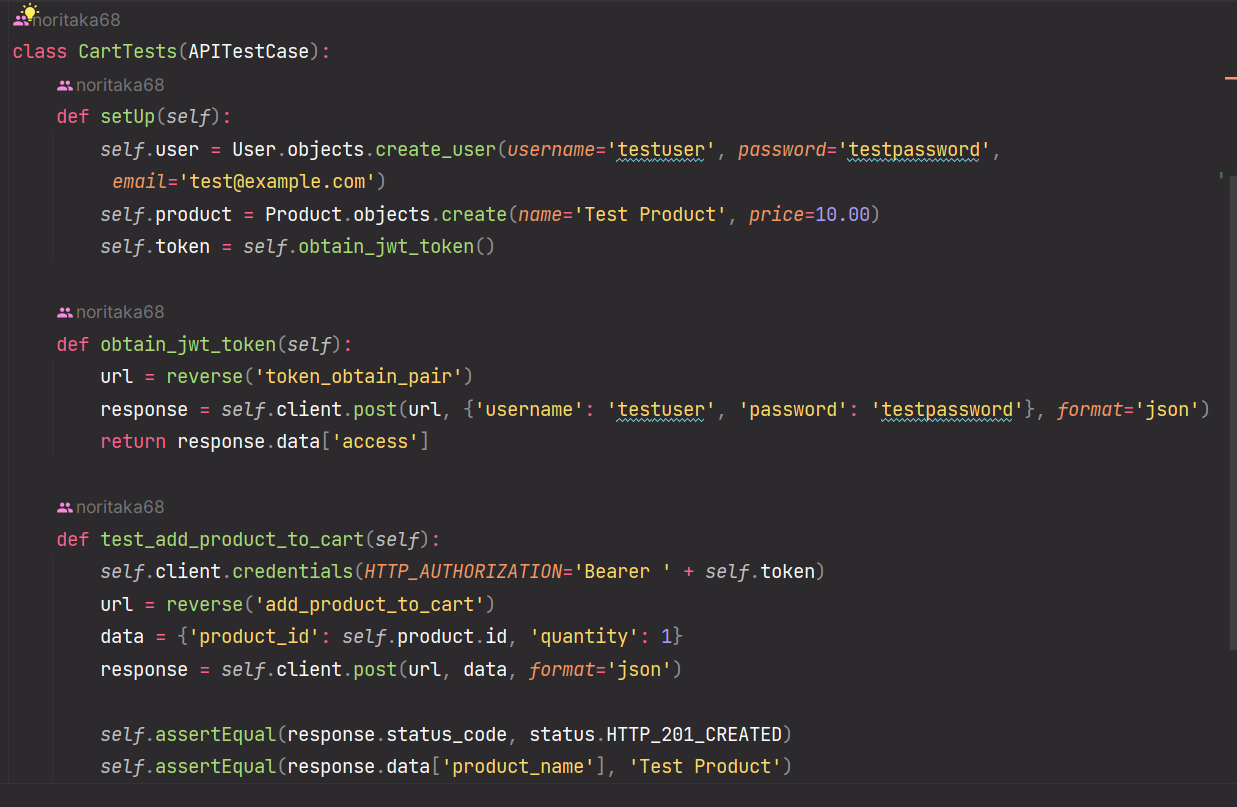 noritaka68
class CartTests(APITestCase):
noritaka68
def setUp(self):
self.user = User.objects.create_user(username='testuser', password='testpassword',
email='test@example.com')
self.product = Product.objects.create(name='Test Product', price=10.00)
self.token = self.obtain_jwt_token()
noritaka68
def obtain_jwt_token(self):
url = reverse('token_obtain_pair')
response = self.client.post(url, {'username': 'testuser', 'password': 'testpassword'}, format='json')
return response.data['access']
noritaka68
def test_add_product_to_cart(self):
self.client.credentials(HTTP_AUTHORIZATION='Bearer ' + self.token)
url = reverse('add_product_to_cart')
data = {'product_id': self.product.id, 'quantity': 1}
response = self.client.post(url, data, format='json')
self.assertEqual(response.status_code, status.HTTP_201_CREATED)
self.assertEqual(response.data['product_name'], 'Test Product')